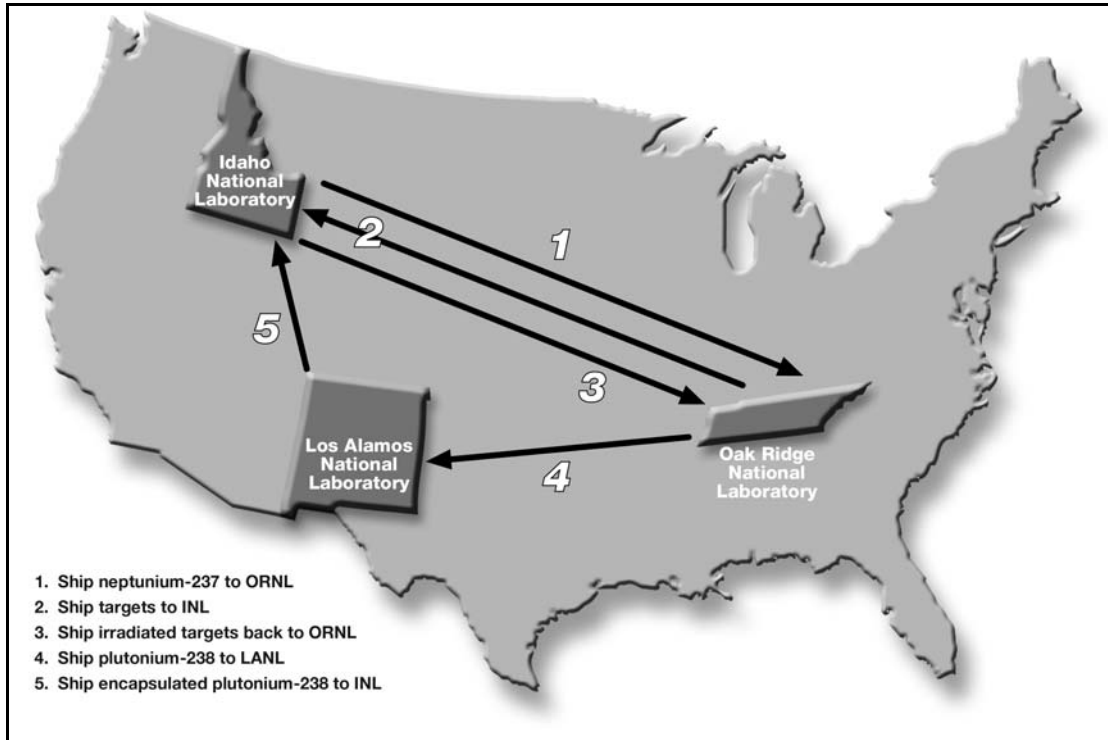 Idaho
National
Laboratory
1
2
5
3
Los Alamos
National
Laboratory
4
Oak Ridge
National
Laboratory
1. Ship neptunium-237 to ORNL
2. Ship targets to INL
3. Ship irradiated targets back to ORNL
4. Ship plutonium-238 to LANL
5. Ship encapsulated plutonium-238 to INL